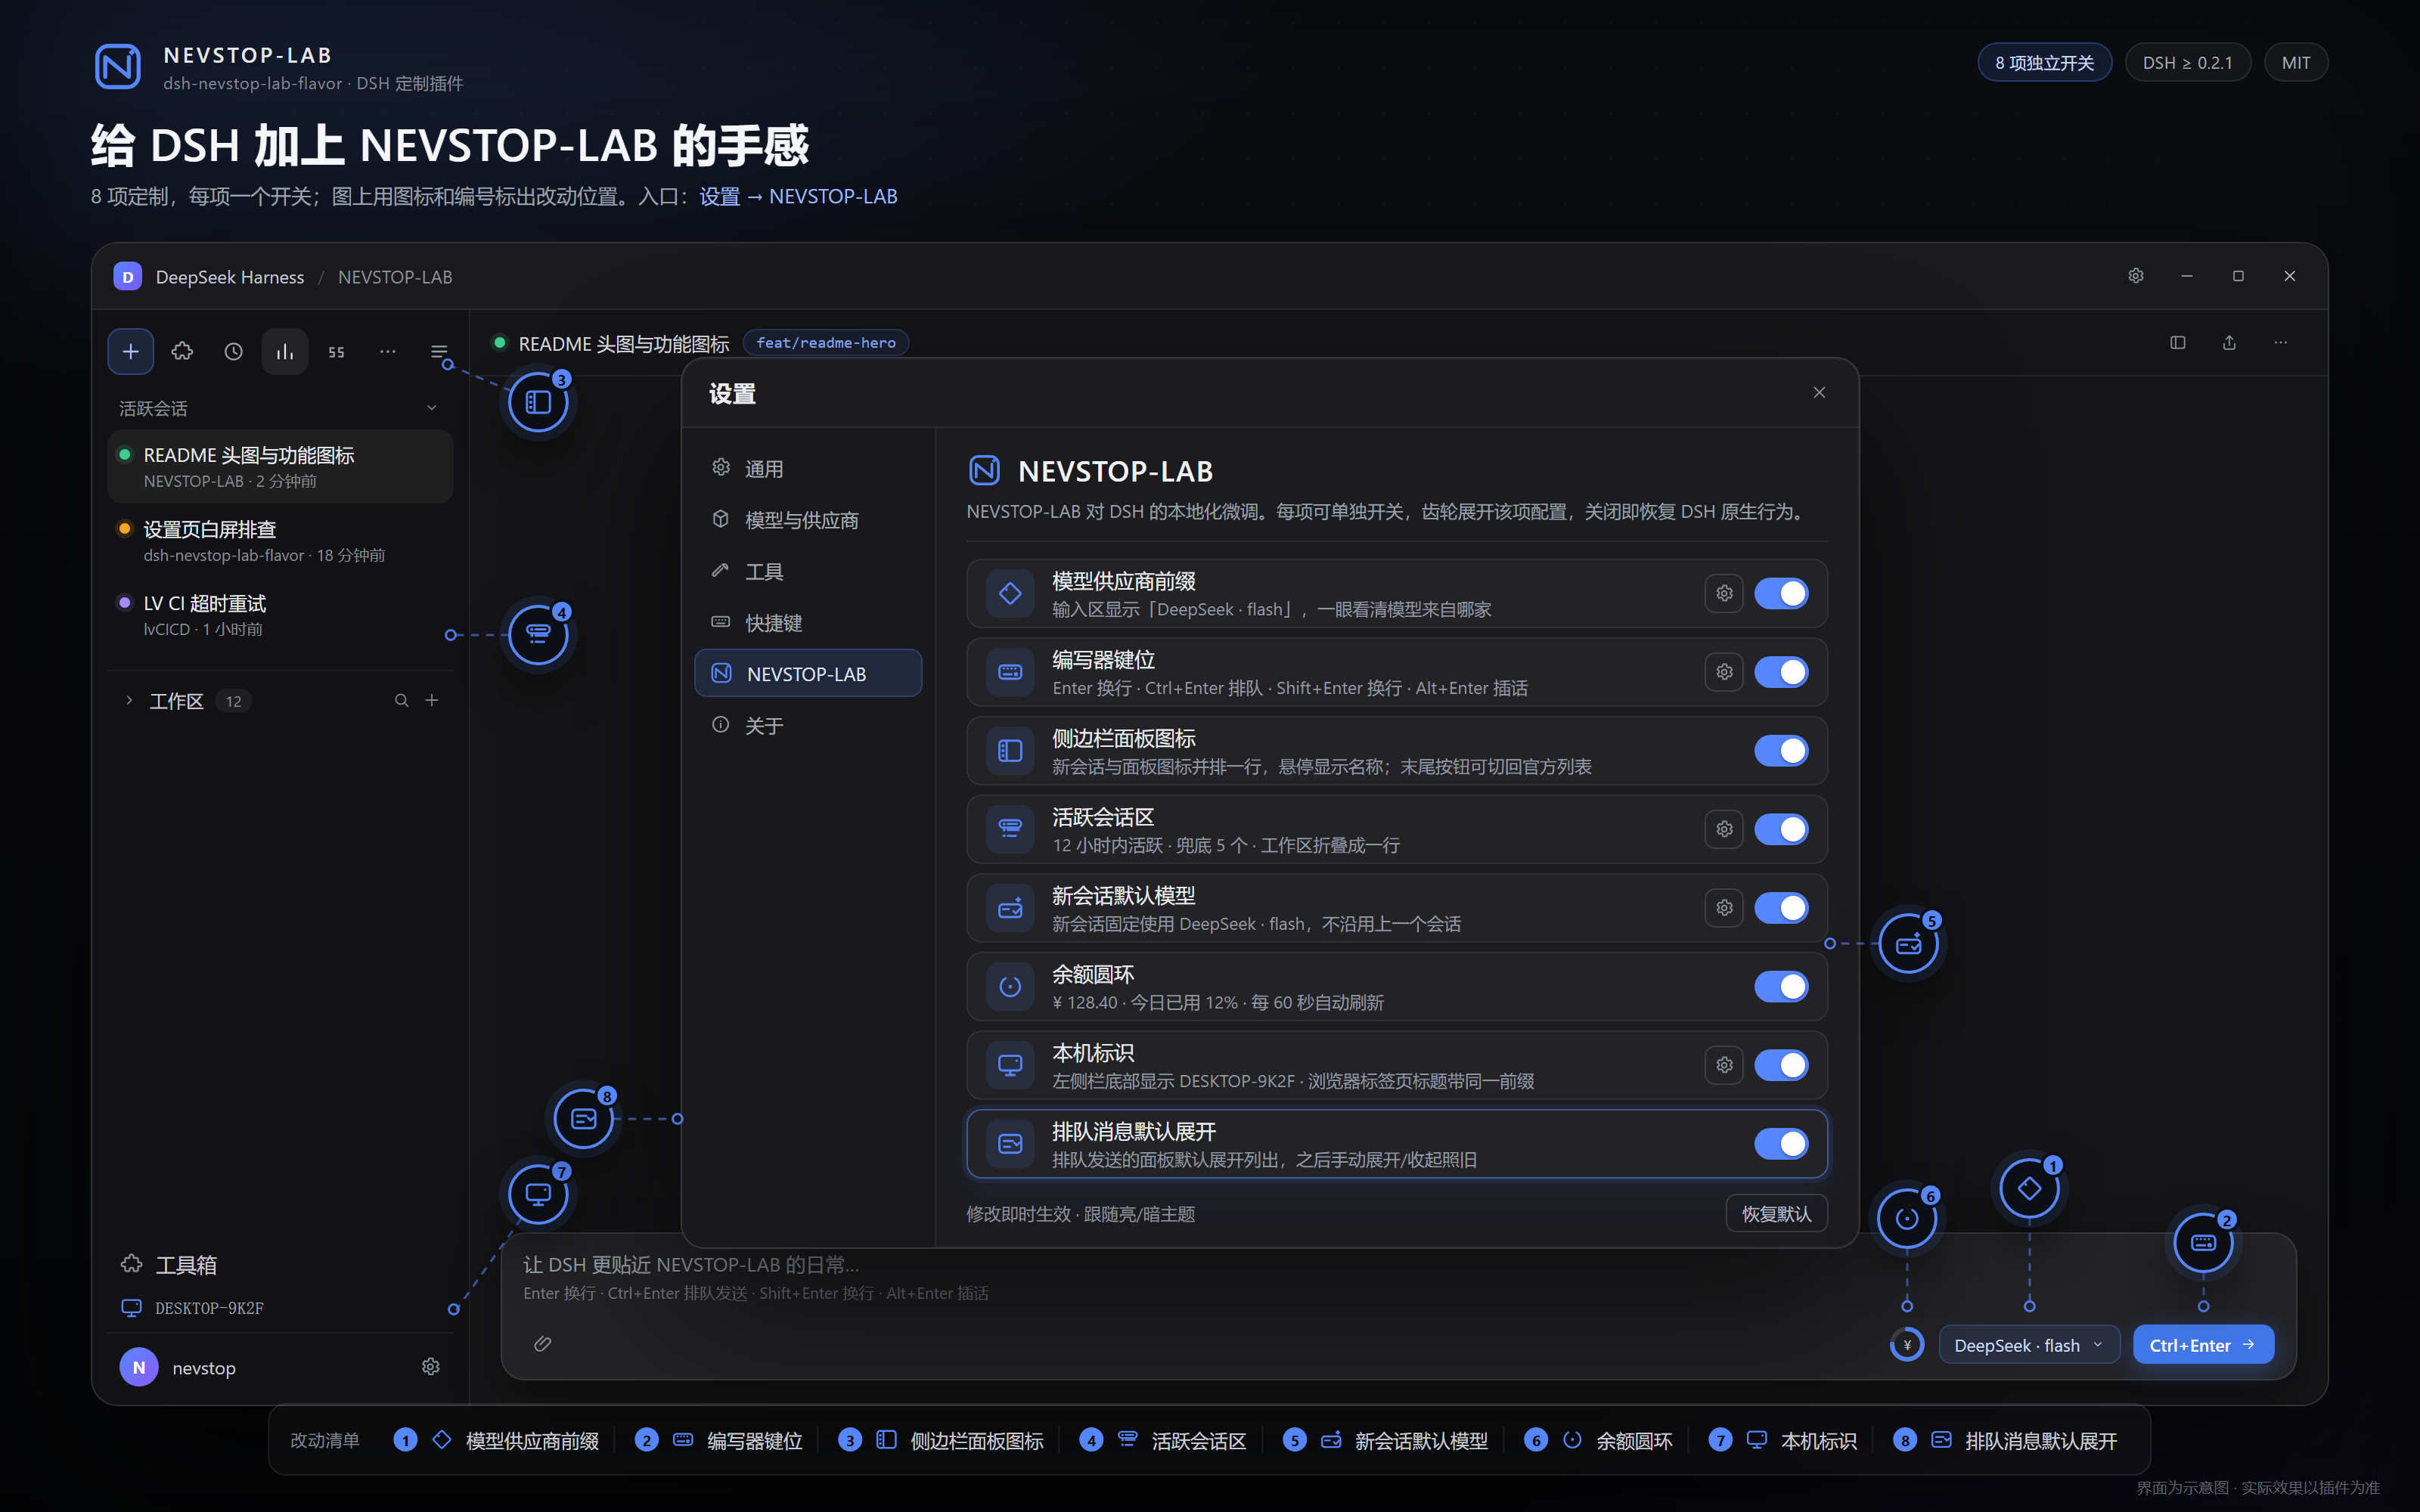 NEVSTOP-LAB
dsh-nevstop-lab-flavor · DSH 定制插件
8 项独立开关
DSH ≥ 0.2.1
MIT
给 DSH 加上 NEVSTOP-LAB 的手感
8 项定制，每项一个开关；图上用图标和编号标出改动位置。入口：设置 → NEVSTOP-LAB
D DeepSeek Harness / NEVSTOP-LAB
README 头图与功能图标 feat/readme-hero
活跃会话
README 头图与功能图标
NEVSTOP-LAB · 2 分钟前
设置页白屏排查
dsh-nevstop-lab-flavor · 18 分钟前
LV CI 超时重试
lvCICD · 1 小时前
工作区 12
工具箱
DESKTOP-9K2F
N nevstop
3
4
8
7
设置
通用
模型与供应商
工具
快捷键
NEVSTOP-LAB
关于
NEVSTOP-LAB
NEVSTOP-LAB 对 DSH 的本地化微调。每项可单独开关，齿轮展开该项配置，关闭即恢复 DSH 原生行为。
模型供应商前缀
输入区显示「DeepSeek · flash」，一眼看清模型来自哪家
编写器键位
Enter 换行 · Ctrl+Enter 排队 · Shift+Enter 换行 · Alt+Enter 插话
侧边栏面板图标
新会话与面板图标并排一行，悬停显示名称；末尾按钮可切回官方列表
活跃会话区
12 小时内活跃 · 兜底 5 个 · 工作区折叠成一行
新会话默认模型
新会话固定使用 DeepSeek · flash，不沿用上一个会话
余额圆环
¥ 128.40 · 今日已用 12% · 每 60 秒自动刷新
本机标识
左侧栏底部显示 DESKTOP-9K2F · 浏览器标签页标题带同一前缀
排队消息默认展开
排队发送的面板默认展开列出，之后手动展开/收起照旧
修改即时生效 · 跟随亮/暗主题
恢复默认
5
6
1
2
让 DSH 更贴近 NEVSTOP-LAB 的日常...
Enter 换行 · Ctrl+Enter 排队发送 · Shift+Enter 换行 · Alt+Enter 插话
¥
DeepSeek · flash
Ctrl+Enter →
改动清单 1 模型供应商前缀 2 编写器键位 3 侧边栏面板图标 4 活跃会话区 5 新会话默认模型 6 余额圆环 7 本机标识 8 排队消息默认展开
界面为示意图 · 实际效果以插件为准